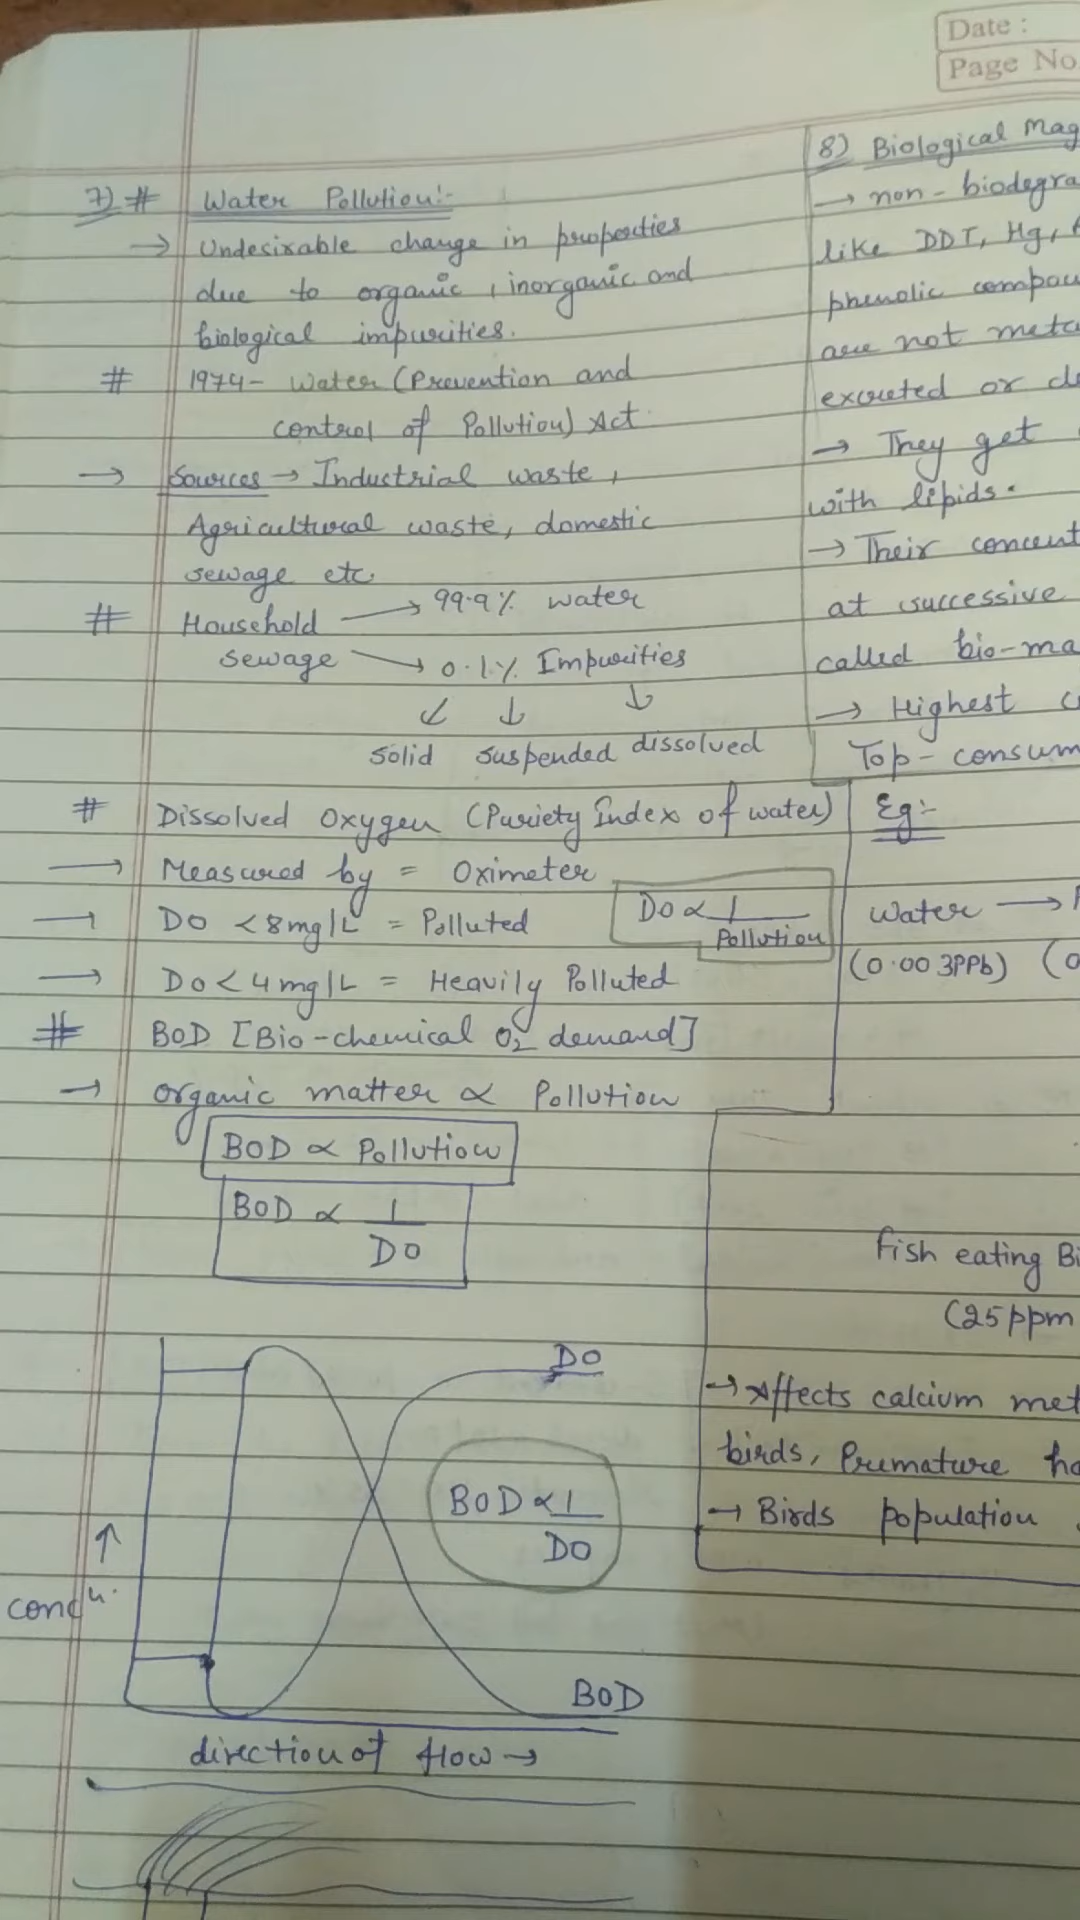 Date :
Page No
7) # Water Pollution:-
→ Undesirable change in properties
due to organic, inorganic and
biological impurities.
# 1974- Water (Prevention and
control of Pollution) Act.
→ Sources → Industrial waste,
Agricultural waste, domestic
sewage etc.
# Household → 99.9% water
sewage → 0.1% Impurities
↙ ↓ ↓
Solid suspended dissolved
# Dissolved Oxygen (Puriety Index of water)
→ Measured by = Oximeter
→ DO <8mg/L = Polluted
DO ∝ 1
Pollution
→ DO<4mg/L = Heavily Polluted
# BOD [Bio-chemical O2 demand]
→ organic matter ∝ Pollution
BOD ∝ Pollution
BOD ∝ 1
DO
DO
BOD ∝ 1
DO
↑
concn.
BOD
direction of flow →
8) Biological Mag
→ non-biodegra
like DDT, Hg,
phenolic compou
are not meta
excreted or de
→ They get
with lipids.
→ Their concent
at successive
called bio-ma
→ Highest c
Top-consum
Eg:-
Water →
(0.003PPb) (0
Fish eating Bi
(25ppm
→ Affects calcium met
birds, Premature ha
→ Birds population